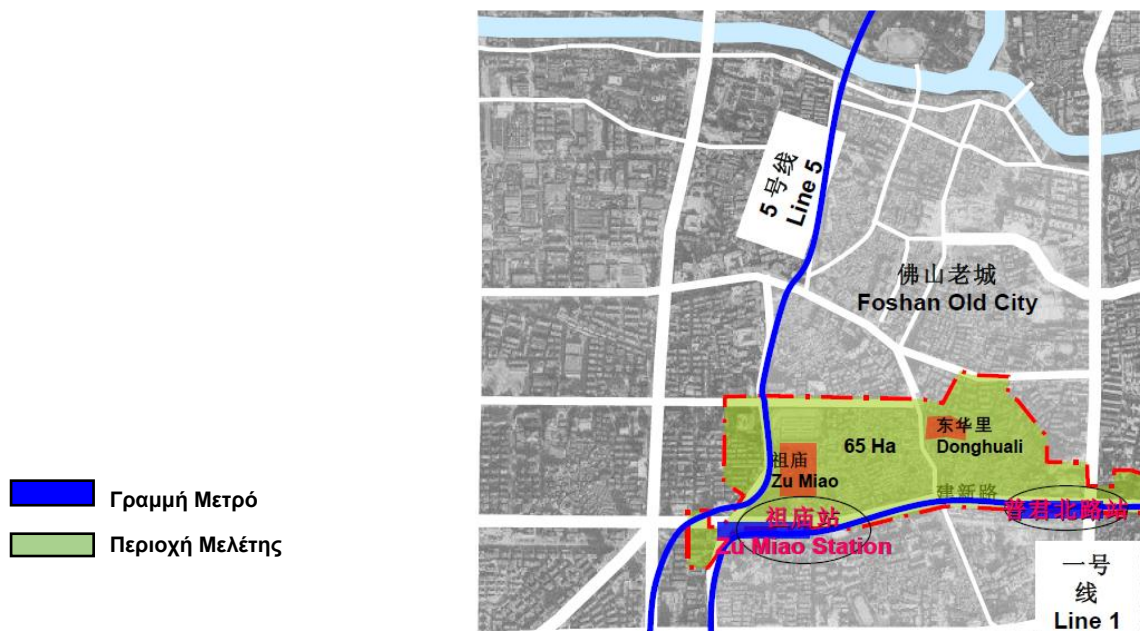 5 号线
Line 5
佛山老城
Foshan Old City
东华里
Donghuali
65 Ha
祖庙
Zu Miao
建新路
祖庙站
Zu Miao Station
普君北路站
一号
线
Line 1
Γραμμή Μετρό
Περιοχή Μελέτης